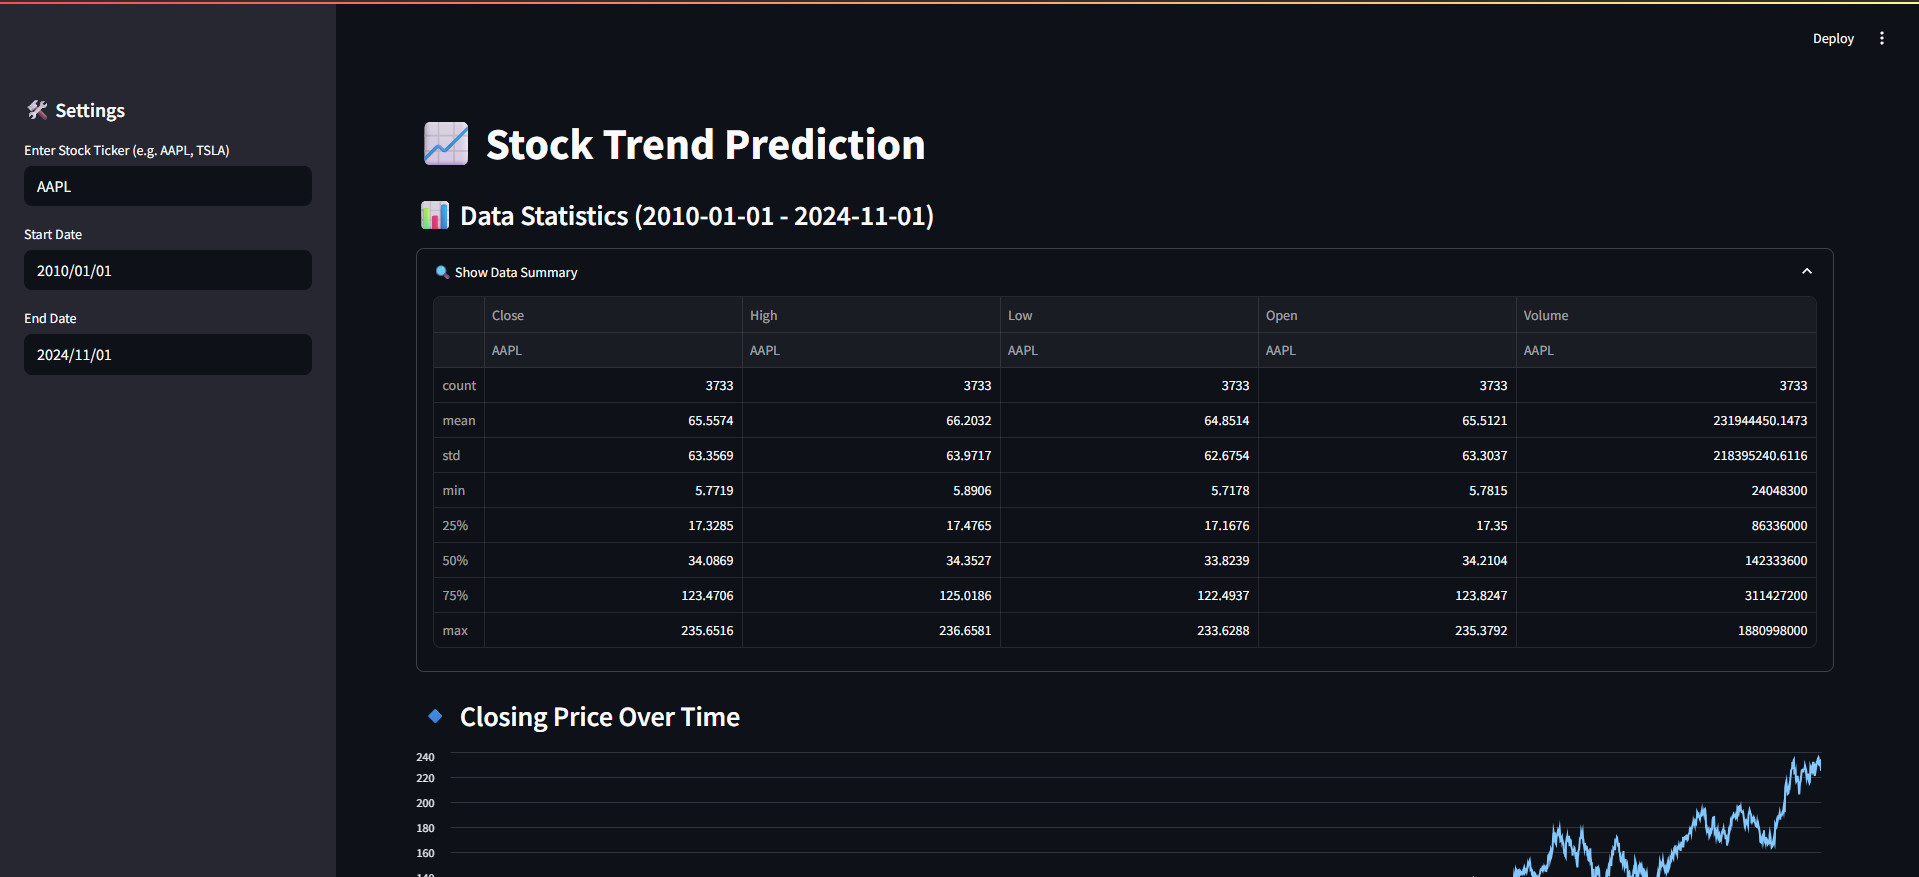 Deploy
🛠 Settings
Enter Stock Ticker (e.g. AAPL, TSLA)
AAPL
Start Date
2010/01/01
End Date
2024/11/01
📈 Stock Trend Prediction
📊 Data Statistics (2010-01-01 - 2024-11-01)
🔍 Show Data Summary
Close High Low Open Volume
AAPL AAPL AAPL AAPL AAPL
count 3733 3733 3733 3733 3733
mean 65.5574 66.2032 64.8514 65.5121 231944450.1473
std 63.3569 63.9717 62.6754 63.3037 218395240.6116
min 5.7719 5.8906 5.7178 5.7815 24048300
25% 17.3285 17.4765 17.1676 17.35 86336000
50% 34.0869 34.3527 33.8239 34.2104 142333600
75% 123.4706 125.0186 122.4937 123.8247 311427200
max 235.6516 236.6581 233.6288 235.3792 1880998000
🔹 Closing Price Over Time
240
220
200
180
160
140